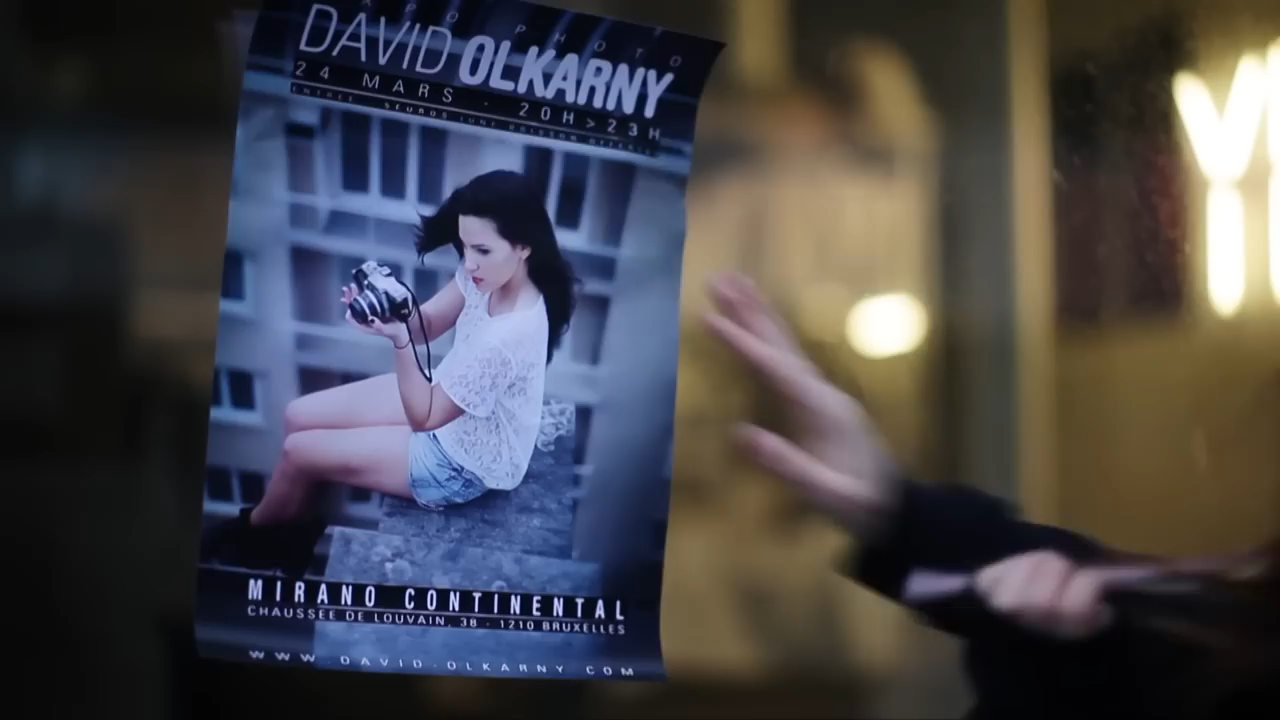 EXPO PHOTO
DAVID OLKARNY
24 MARS · 20H>23H
MIRANO CONTINENTAL
CHAUSSEE DE LOUVAIN, 38 - 1210 BRUXELLES
WWW.DAVID-OLKARNY.COM